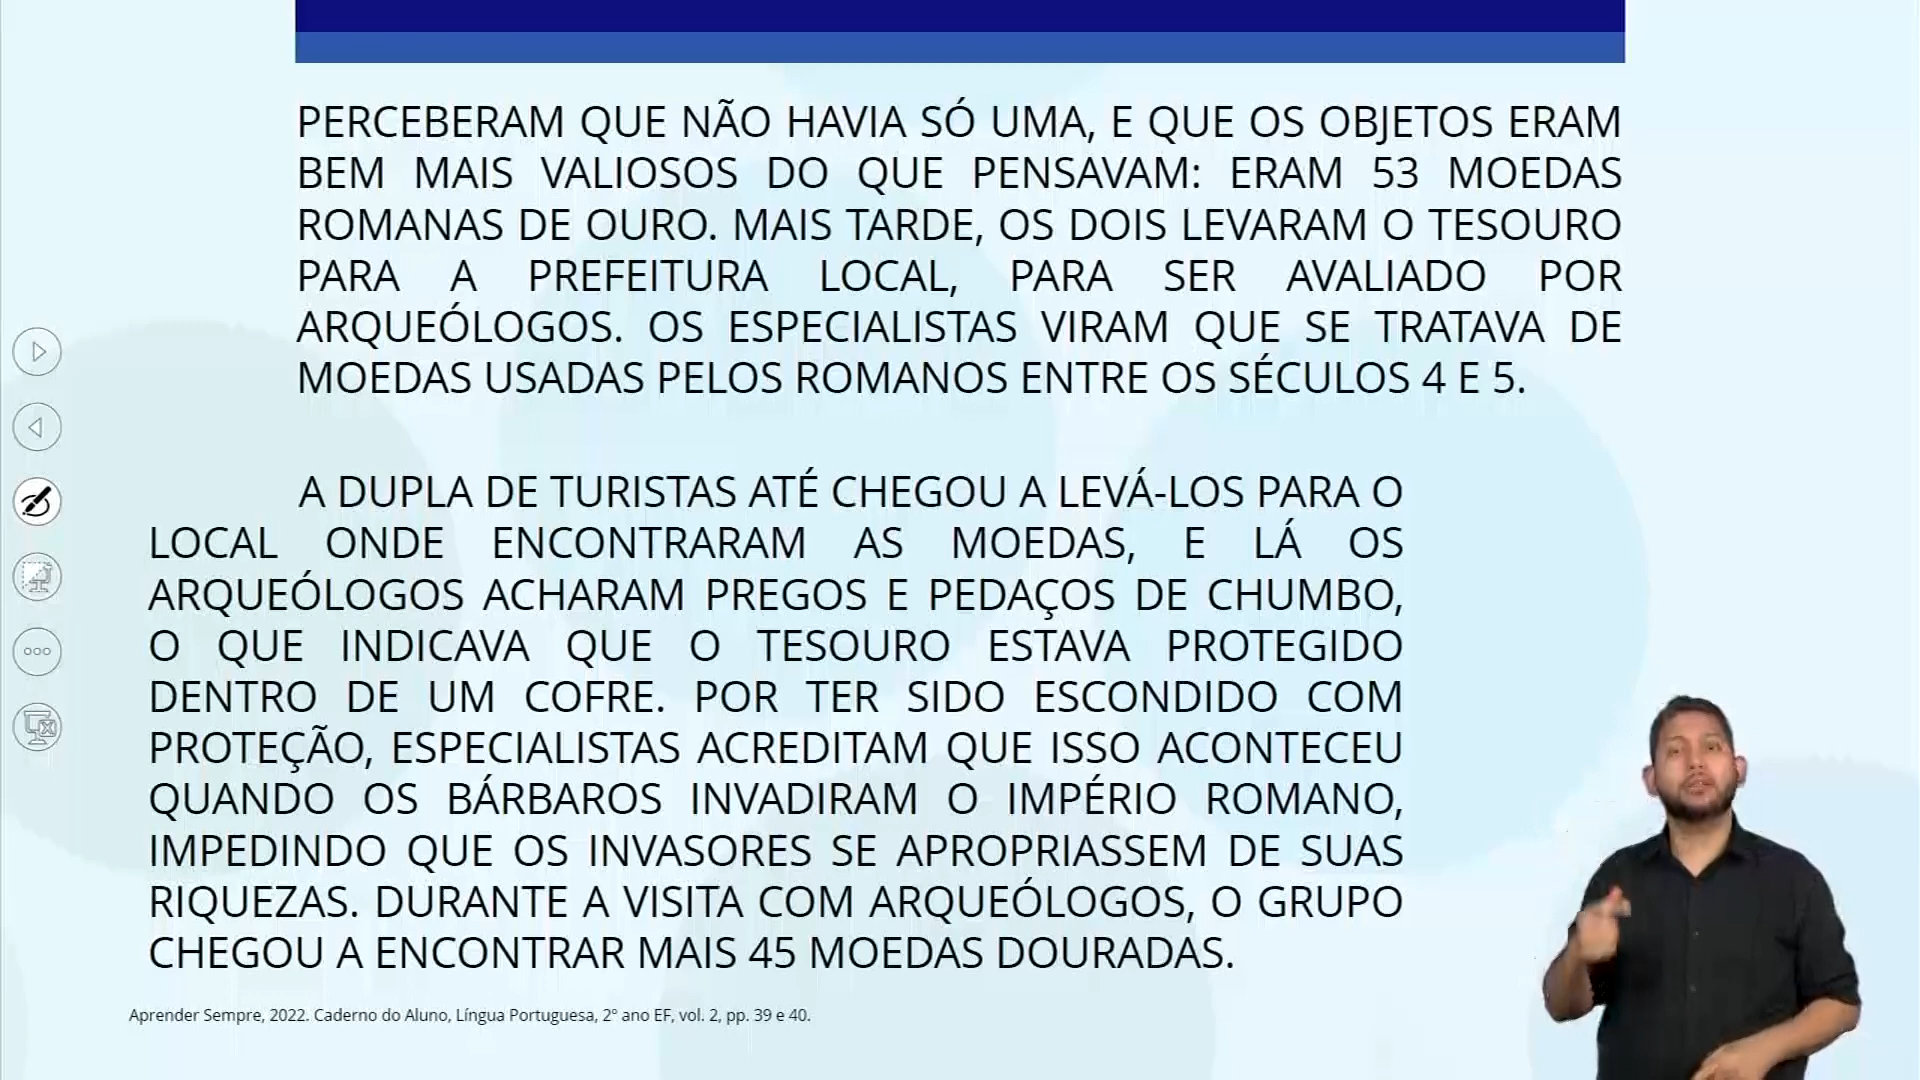 PERCEBERAM QUE NÃO HAVIA SÓ UMA, E QUE OS OBJETOS ERAM
BEM MAIS VALIOSOS DO QUE PENSAVAM: ERAM 53 MOEDAS
ROMANAS DE OURO. MAIS TARDE, OS DOIS LEVARAM O TESOURO
PARA A PREFEITURA LOCAL, PARA SER AVALIADO POR
ARQUEÓLOGOS. OS ESPECIALISTAS VIRAM QUE SE TRATAVA DE
MOEDAS USADAS PELOS ROMANOS ENTRE OS SÉCULOS 4 E 5.
A DUPLA DE TURISTAS ATÉ CHEGOU A LEVÁ-LOS PARA O
LOCAL ONDE ENCONTRARAM AS MOEDAS, E LÁ OS
ARQUEÓLOGOS ACHARAM PREGOS E PEDAÇOS DE CHUMBO,
O QUE INDICAVA QUE O TESOURO ESTAVA PROTEGIDO
DENTRO DE UM COFRE. POR TER SIDO ESCONDIDO COM
PROTEÇÃO, ESPECIALISTAS ACREDITAM QUE ISSO ACONTECEU
QUANDO OS BÁRBAROS INVADIRAM O IMPÉRIO ROMANO,
IMPEDINDO QUE OS INVASORES SE APROPRIASSEM DE SUAS
RIQUEZAS. DURANTE A VISITA COM ARQUEÓLOGOS, O GRUPO
CHEGOU A ENCONTRAR MAIS 45 MOEDAS DOURADAS.
Aprender Sempre, 2022. Caderno do Aluno, Língua Portuguesa, 2º ano EF, vol. 2, pp. 39 e 40.